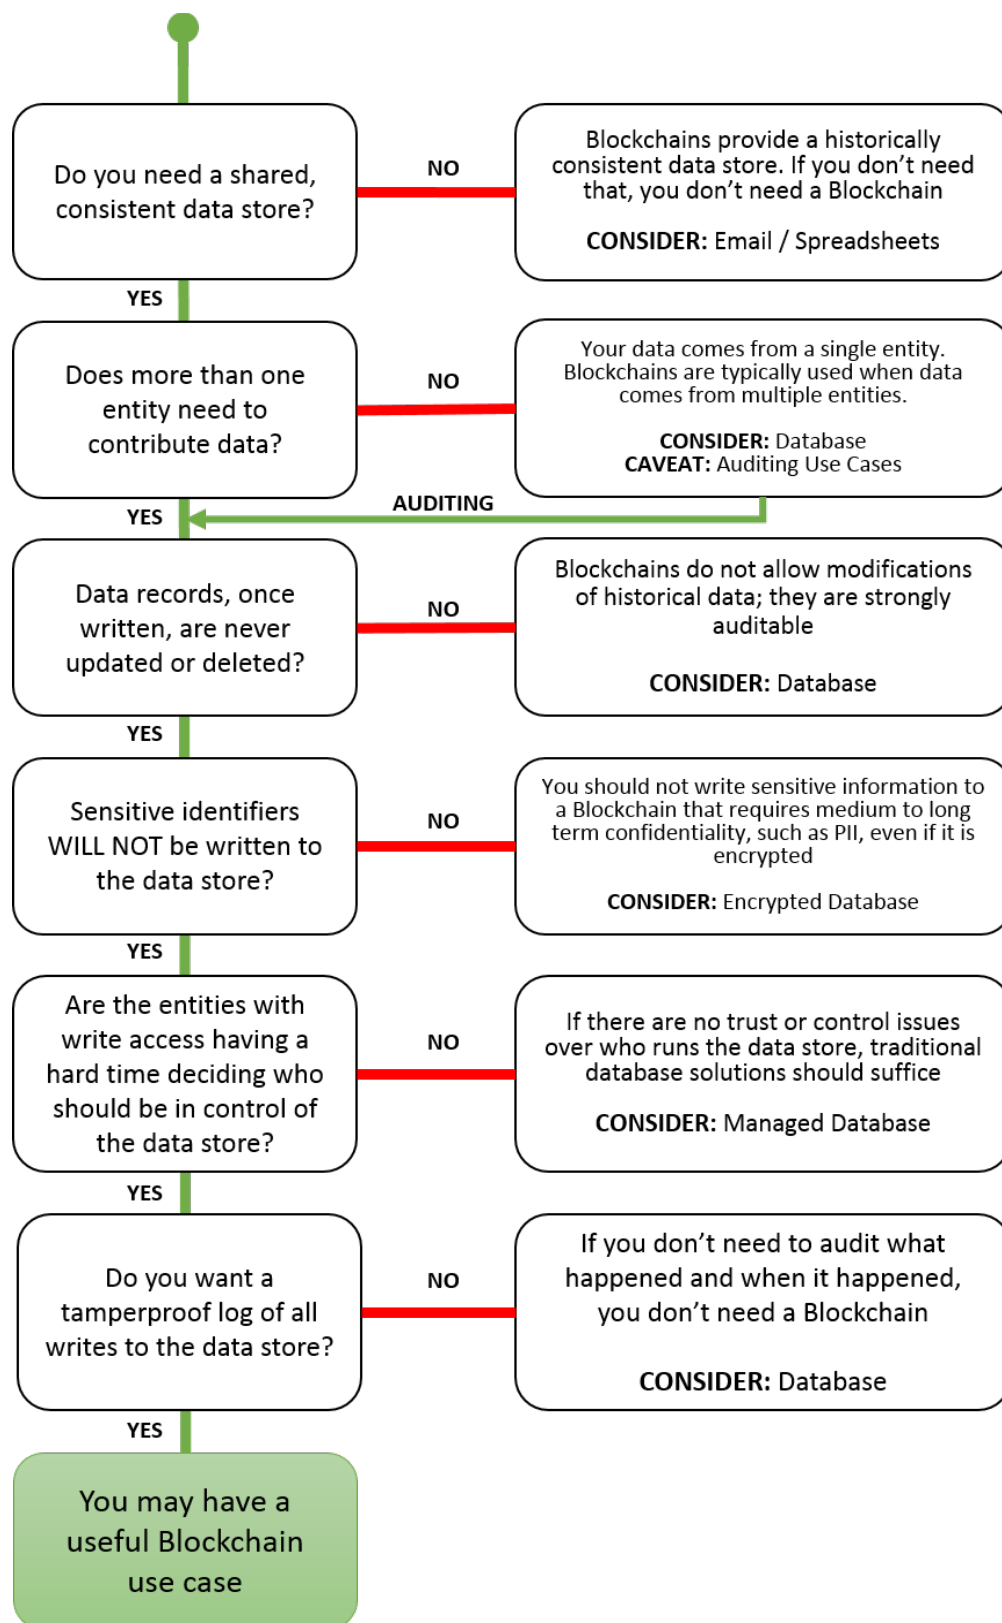 Do you need a shared,
consistent data store?
NO
Blockchains provide a historically
consistent data store. If you don’t need
that, you don’t need a Blockchain
CONSIDER: Email / Spreadsheets
YES
Does more than one
entity need to
contribute data?
NO
Your data comes from a single entity.
Blockchains are typically used when data
comes from multiple entities.
CONSIDER: Database
CAVEAT: Auditing Use Cases
AUDITING
YES
Data records, once
written, are never
updated or deleted?
NO
Blockchains do not allow modifications
of historical data; they are strongly
auditable
CONSIDER: Database
YES
Sensitive identifiers
WILL NOT be written to
the data store?
NO
You should not write sensitive information to
a Blockchain that requires medium to long
term confidentiality, such as PII, even if it is
encrypted
CONSIDER: Encrypted Database
YES
Are the entities with
write access having a
hard time deciding who
should be in control of
the data store?
NO
If there are no trust or control issues
over who runs the data store, traditional
database solutions should suffice
CONSIDER: Managed Database
YES
Do you want a
tamperproof log of all
writes to the data store?
NO
If you don’t need to audit what
happened and when it happened,
you don’t need a Blockchain
CONSIDER: Database
YES
You may have a
useful Blockchain
use case